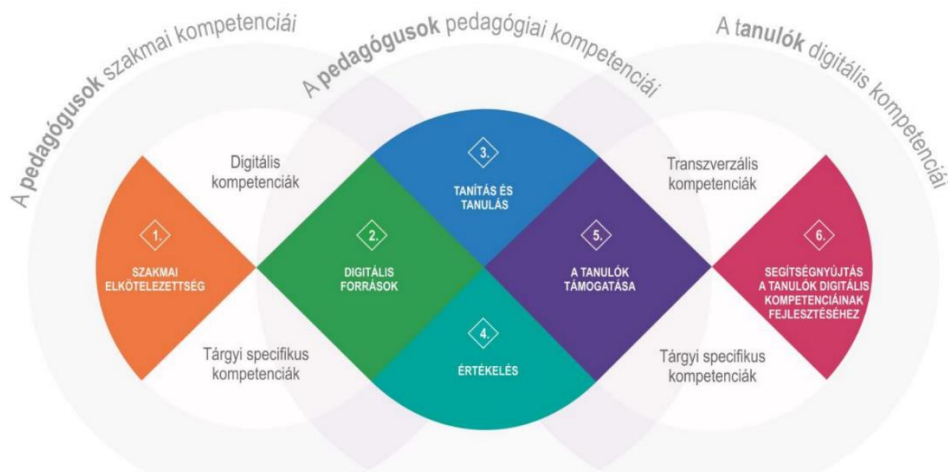 A pedagógusok szakmai kompetenciái
A pedagógusok pedagógiai kompetenciái
A tanulók digitális kompetenciái
Digitális
kompetenciák
Tárgyi specifikus
kompetenciák
1.
SZAKMAI
ELKÖTELEZETTSÉG
2.
DIGITÁLIS
FORRÁSOK
3.
TANÍTÁS ÉS
TANULÁS
4.
ÉRTÉKELÉS
5.
A TANULÓK
TÁMOGATÁSA
Transzverzális
kompetenciák
Tárgyi specifikus
kompetenciák
6.
SEGÍTSÉGNYÚJTÁS
A TANULÓK DIGITÁLIS
KOMPETENCIÁINAK
FEJLESZTÉSÉHEZ